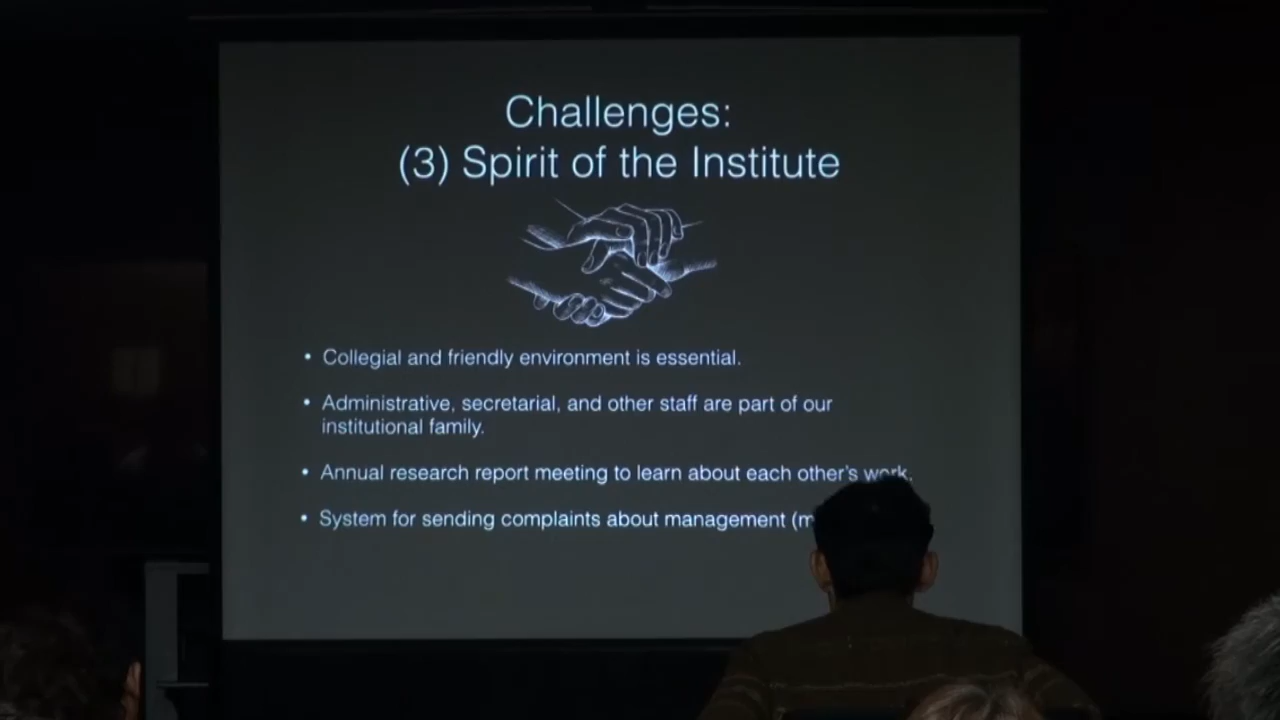 Challenges:
(3) Spirit of the Institute
• Collegial and friendly environment is essential.
• Administrative, secretarial, and other staff are part of our
institutional family.
• Annual research report meeting to learn about each other's work.
• System for sending complaints about management